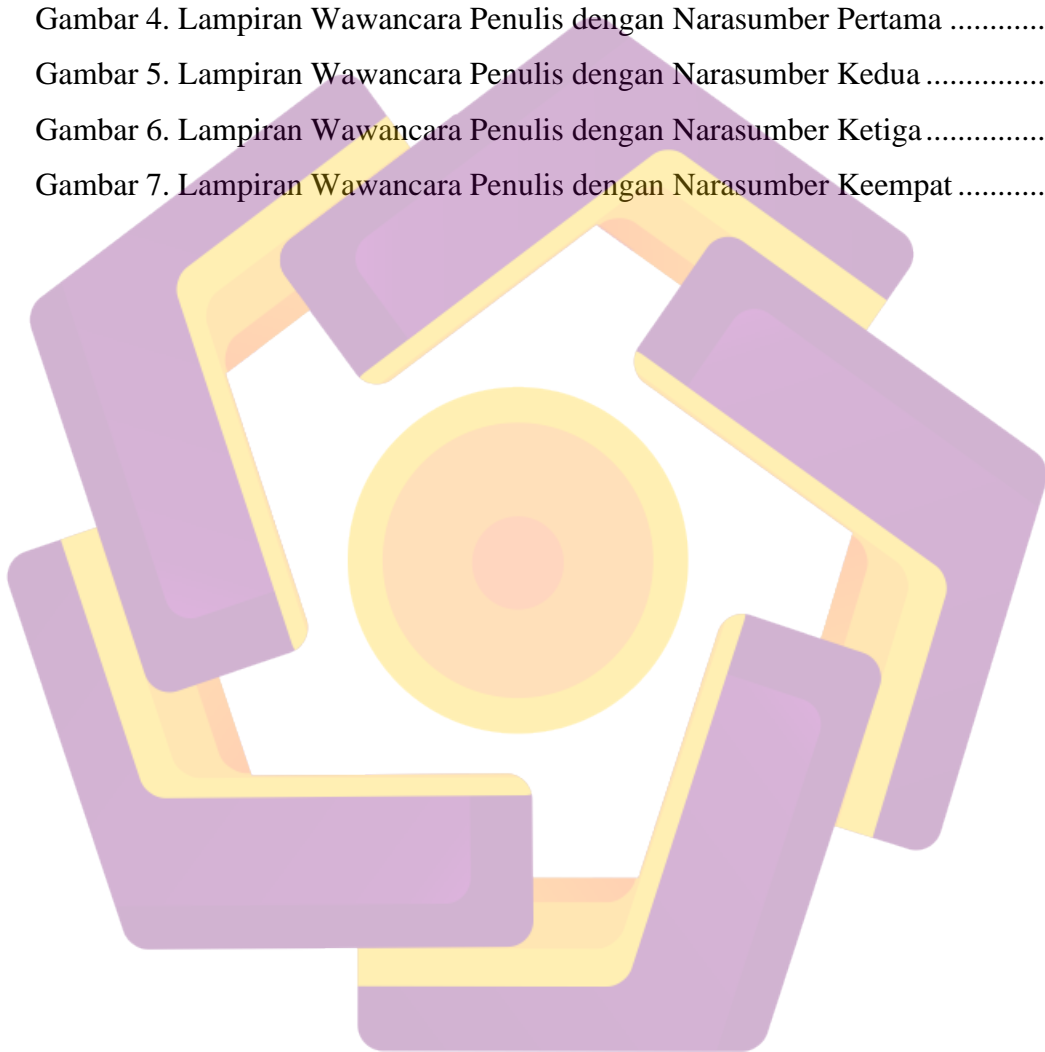 Gambar 4. Lampiran Wawancara Penulis dengan Narasumber Pertama ............
Gambar 5. Lampiran Wawancara Penulis dengan Narasumber Kedua ...............
Gambar 6. Lampiran Wawancara Penulis dengan Narasumber Ketiga ...............
Gambar 7. Lampiran Wawancara Penulis dengan Narasumber Keempat ...........